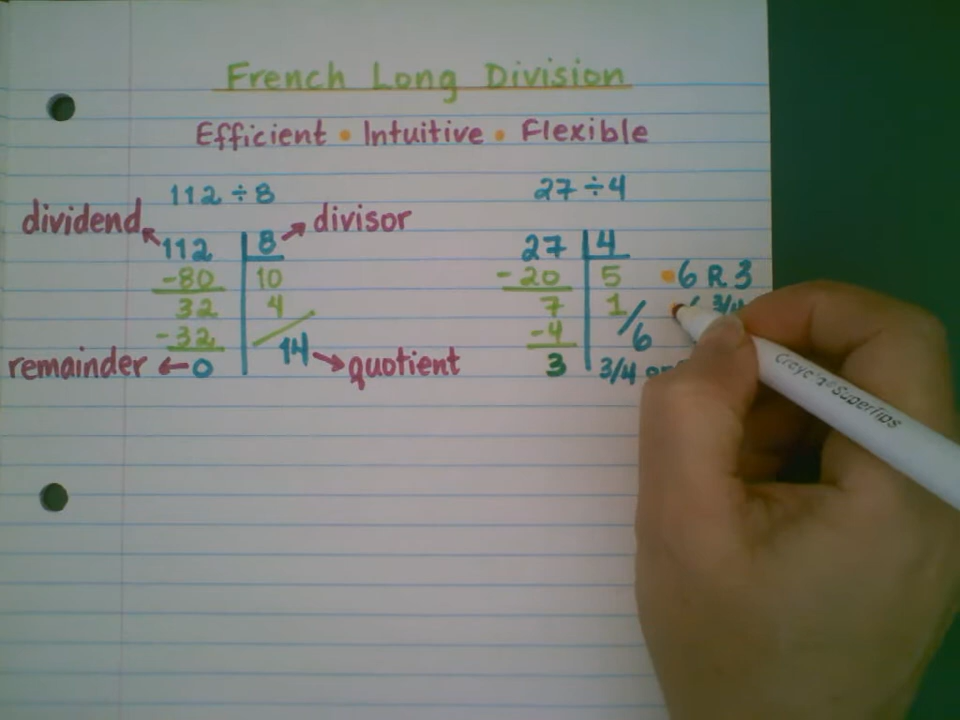 French Long Division
Efficient • Intuitive • Flexible
112 ÷ 8
dividend
divisor
112 8
-80 10
32 4
-32
14
remainder 0
quotient
27 ÷ 4
27 4
-20 5
7 1
-4
6
3
3/4
• 6 R 3
3/4
Crayola SuperTips